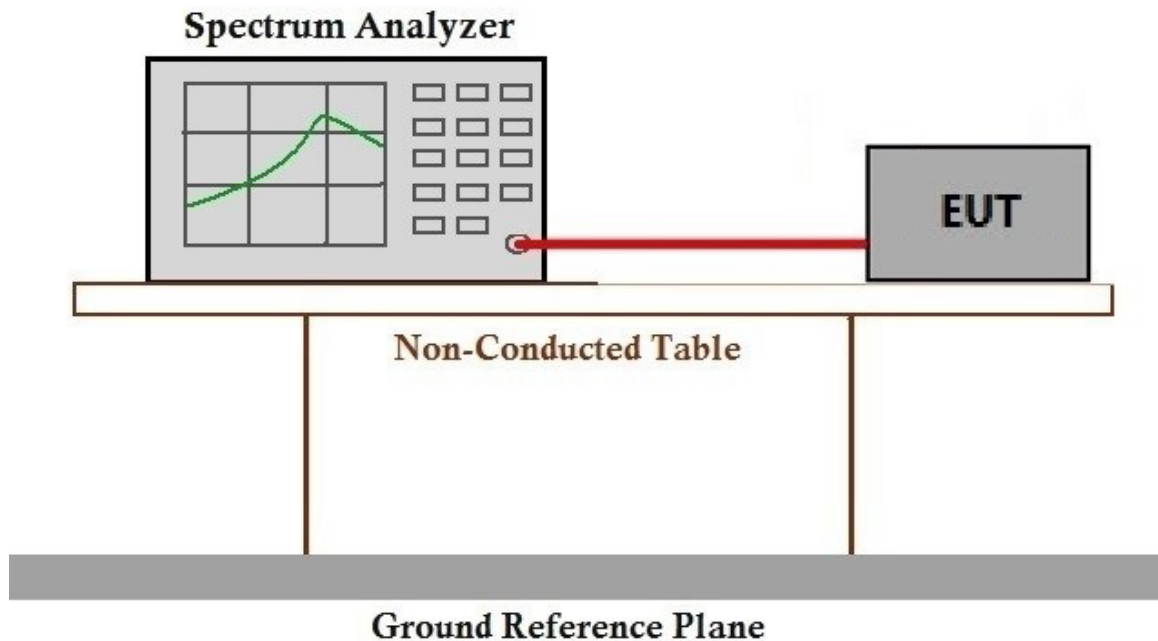 Spectrum Analyzer
EUT
Non-Conducted Table
Ground Reference Plane